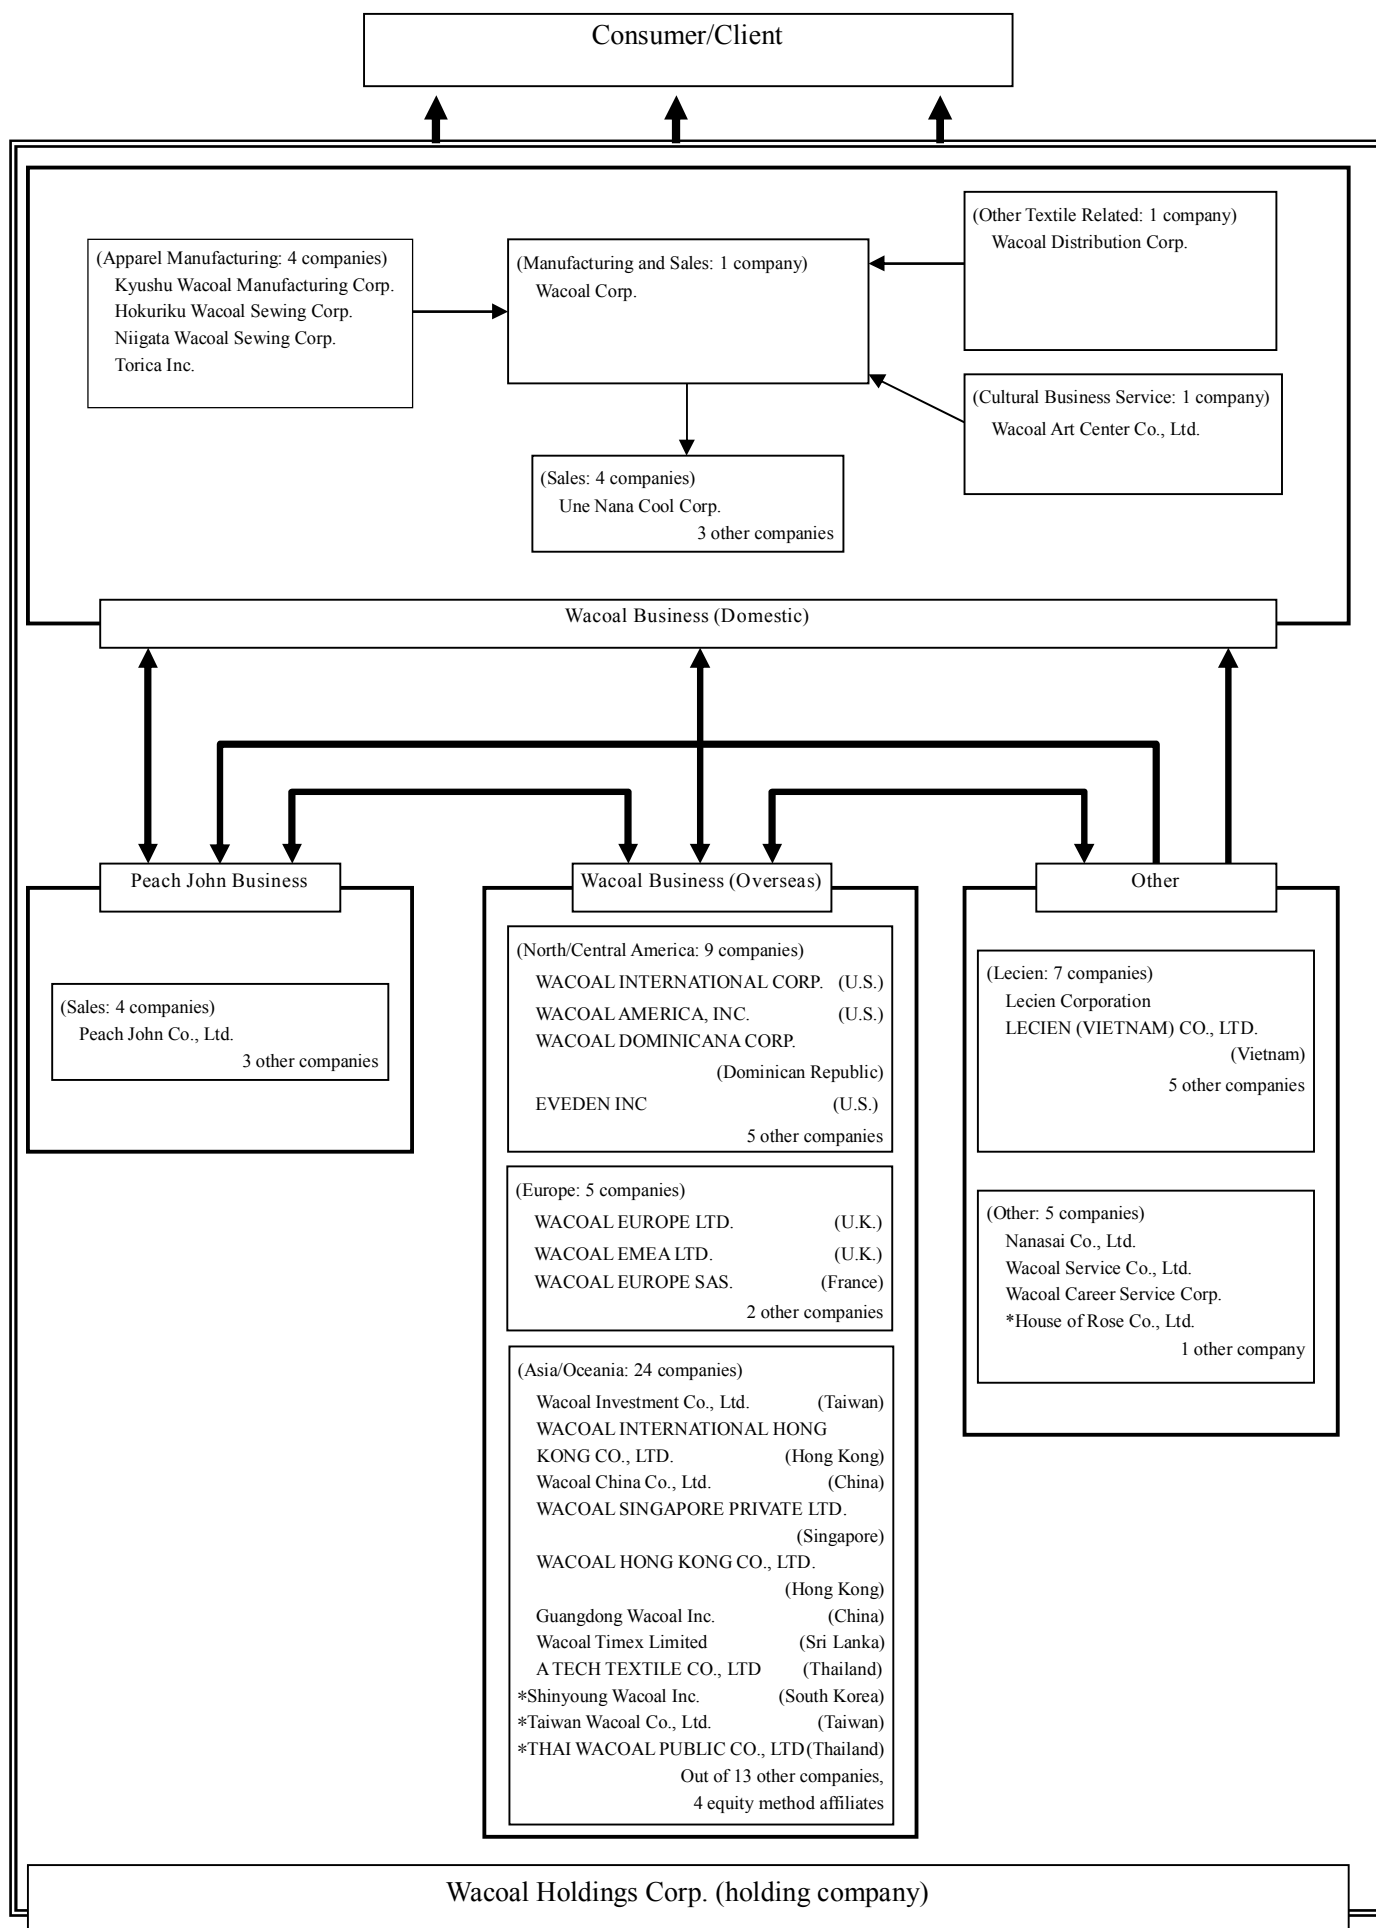 Consumer/Client
(Apparel Manufacturing: 4 companies)
Kyushu Wacoal Manufacturing Corp.
Hokuriku Wacoal Sewing Corp.
Niigata Wacoal Sewing Corp.
Torica Inc.
(Manufacturing and Sales: 1 company)
Wacoal Corp.
(Other Textile Related: 1 company)
Wacoal Distribution Corp.
(Cultural Business Service: 1 company)
Wacoal Art Center Co., Ltd.
(Sales: 4 companies)
Une Nana Cool Corp.
3 other companies
Wacoal Business (Domestic)
Peach John Business
(Sales: 4 companies)
Peach John Co., Ltd.
3 other companies
Wacoal Business (Overseas)
(North/Central America: 9 companies)
WACOAL INTERNATIONAL CORP. (U.S.)
WACOAL AMERICA, INC. (U.S.)
WACOAL DOMINICANA CORP.
(Dominican Republic)
EVEDEN INC (U.S.)
5 other companies
(Europe: 5 companies)
WACOAL EUROPE LTD. (U.K.)
WACOAL EMEA LTD. (U.K.)
WACOAL EUROPE SAS. (France)
2 other companies
(Asia/Oceania: 24 companies)
Wacoal Investment Co., Ltd. (Taiwan)
WACOAL INTERNATIONAL HONG
KONG CO., LTD. (Hong Kong)
Wacoal China Co., Ltd. (China)
WACOAL SINGAPORE PRIVATE LTD.
(Singapore)
WACOAL HONG KONG CO., LTD.
(Hong Kong)
Guangdong Wacoal Inc. (China)
Wacoal Timex Limited (Sri Lanka)
A TECH TEXTILE CO., LTD (Thailand)
*Shinyoung Wacoal Inc. (South Korea)
*Taiwan Wacoal Co., Ltd. (Taiwan)
*THAI WACOAL PUBLIC CO., LTD (Thailand)
Out of 13 other companies,
4 equity method affiliates
Other
(Lecien: 7 companies)
Lecien Corporation
LECIEN (VIETNAM) CO., LTD.
(Vietnam)
5 other companies
(Other: 5 companies)
Nanasai Co., Ltd.
Wacoal Service Co., Ltd.
Wacoal Career Service Corp.
*House of Rose Co., Ltd.
1 other company
Wacoal Holdings Corp. (holding company)